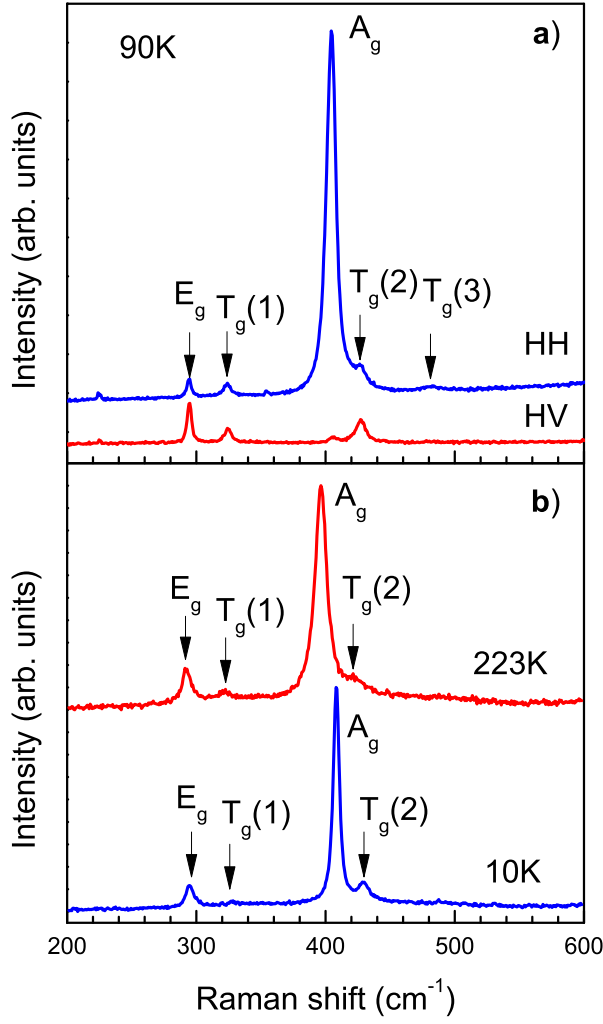 90K
A_g
a)
Intensity (arb. units)
E_g
T_g(1)
T_g(2)
T_g(3)
HH
HV
A_g
b)
Intensity (arb. units)
E_g
T_g(1)
T_g(2)
223K
A_g
E_g
T_g(1)
T_g(2)
10K
200 300 400 500 600
Raman shift (cm⁻¹)